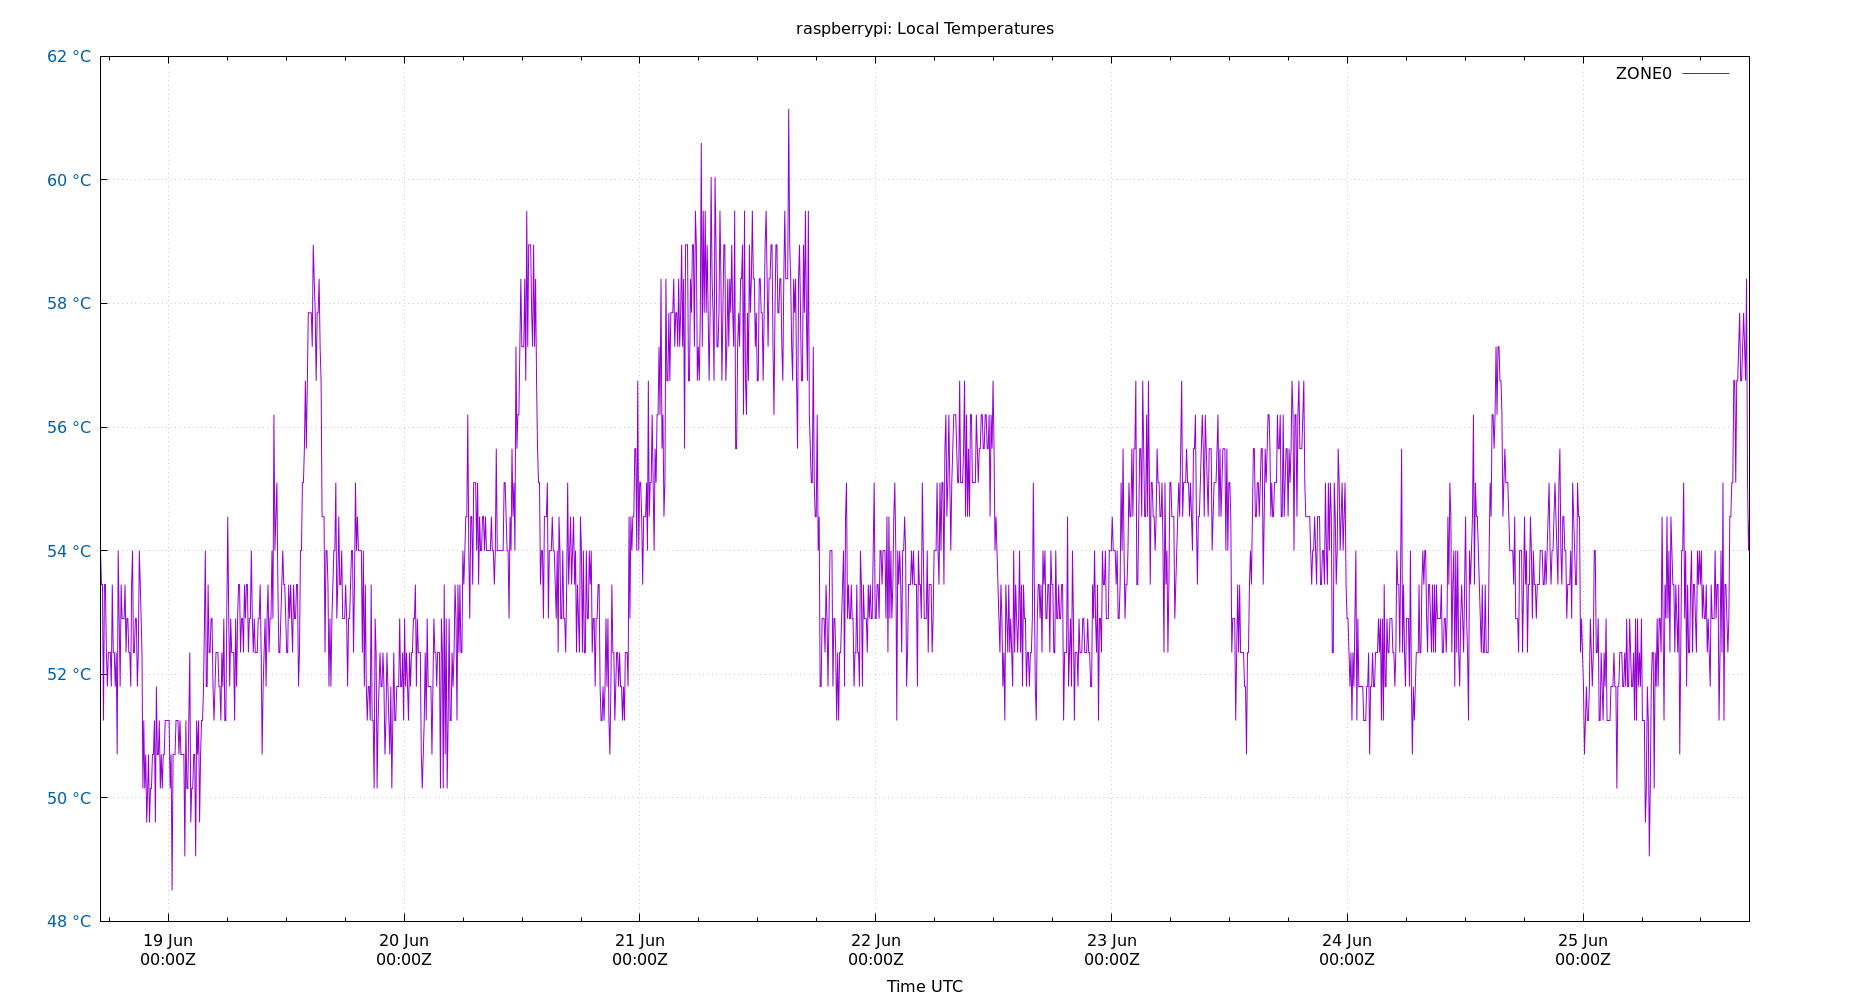 raspberrypi: Local Temperatures
62 °C
ZONE0
60 °C
58 °C
56 °C
54 °C
52 °C
50 °C
48 °C
19 Jun 20 Jun 21 Jun 22 Jun 23 Jun 24 Jun 25 Jun
00:00Z 00:00Z 00:00Z 00:00Z 00:00Z 00:00Z 00:00Z
Time UTC